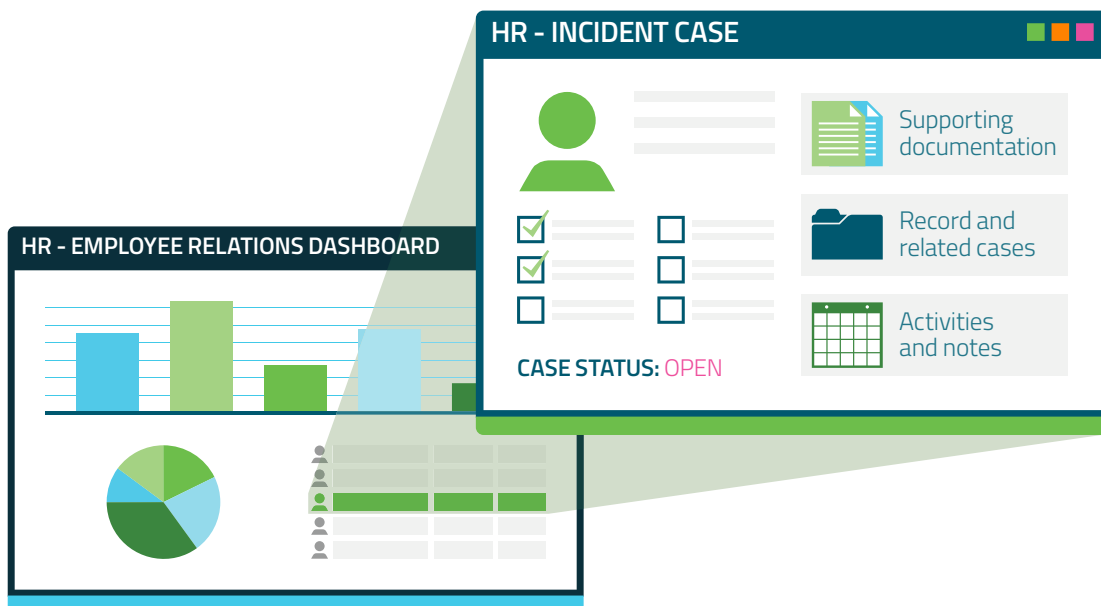 HR - INCIDENT CASE
Supporting
documentation
Record and
related cases
Activities
and notes
CASE STATUS: OPEN
HR - EMPLOYEE RELATIONS DASHBOARD